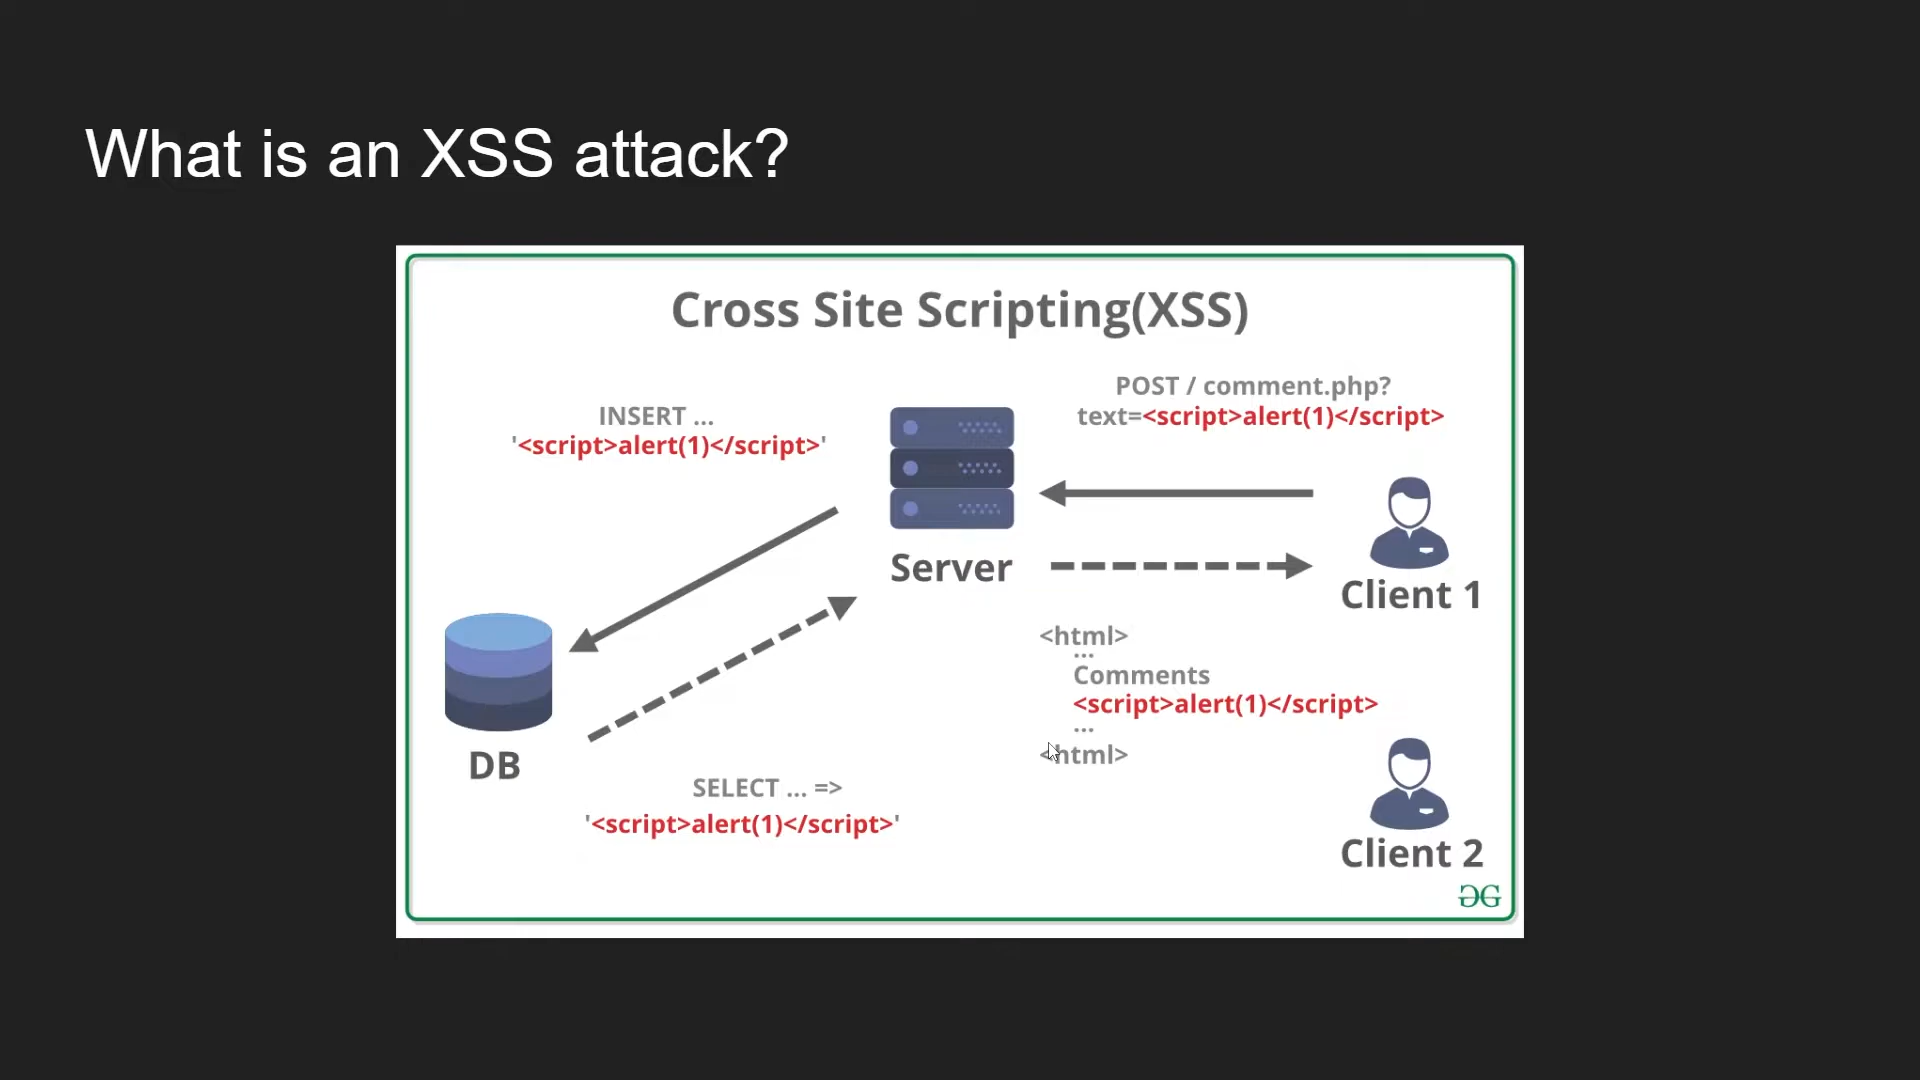 What is an XSS attack?
Cross Site Scripting(XSS)
POST / comment.php?
text=<script>alert(1)</script>
INSERT ...
'<script>alert(1)</script>'
Server
Client 1
<html>
...
Comments
<script>alert(1)</script>
...
<html>
DB
SELECT ... =>
'<script>alert(1)</script>'
Client 2